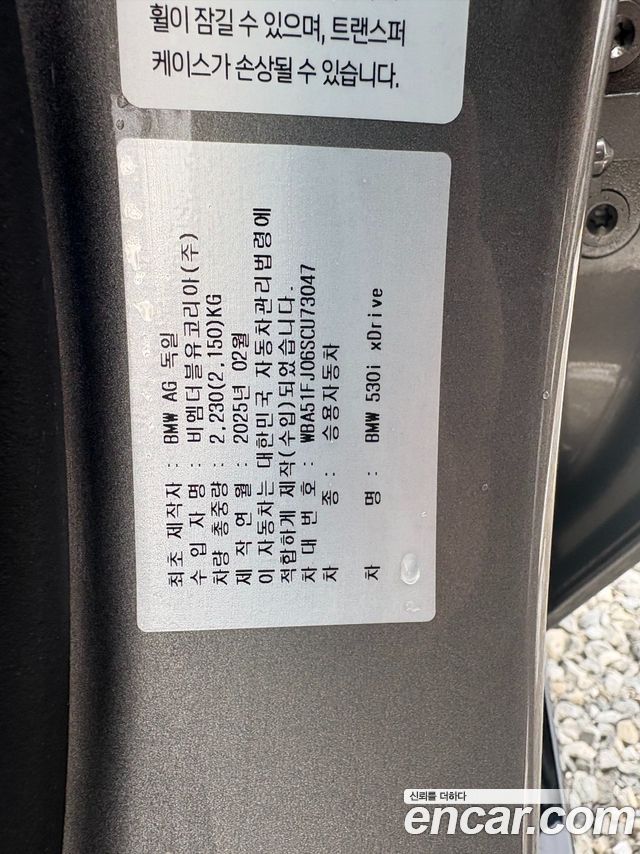 휠이 잠길 수 있으며, 트랜스퍼
케이스가 손상될 수 있습니다.
최초 제작자 : BMW AG 독일
수 입 자 명 : 비엠더블유코리아(주)
차량 총중량 : 2,230(2,150)KG
제 작 연 월 : 2025년 02월
이 자동차는 대한민국 자동차관리법령에
적합하게 제작(수입)되었습니다.
차 대 번 호 : WBA51FJ06SCU73047
차 종 : 승용자동차
차 명 : BMW 530i xDrive
신뢰를 더하다
encar.com